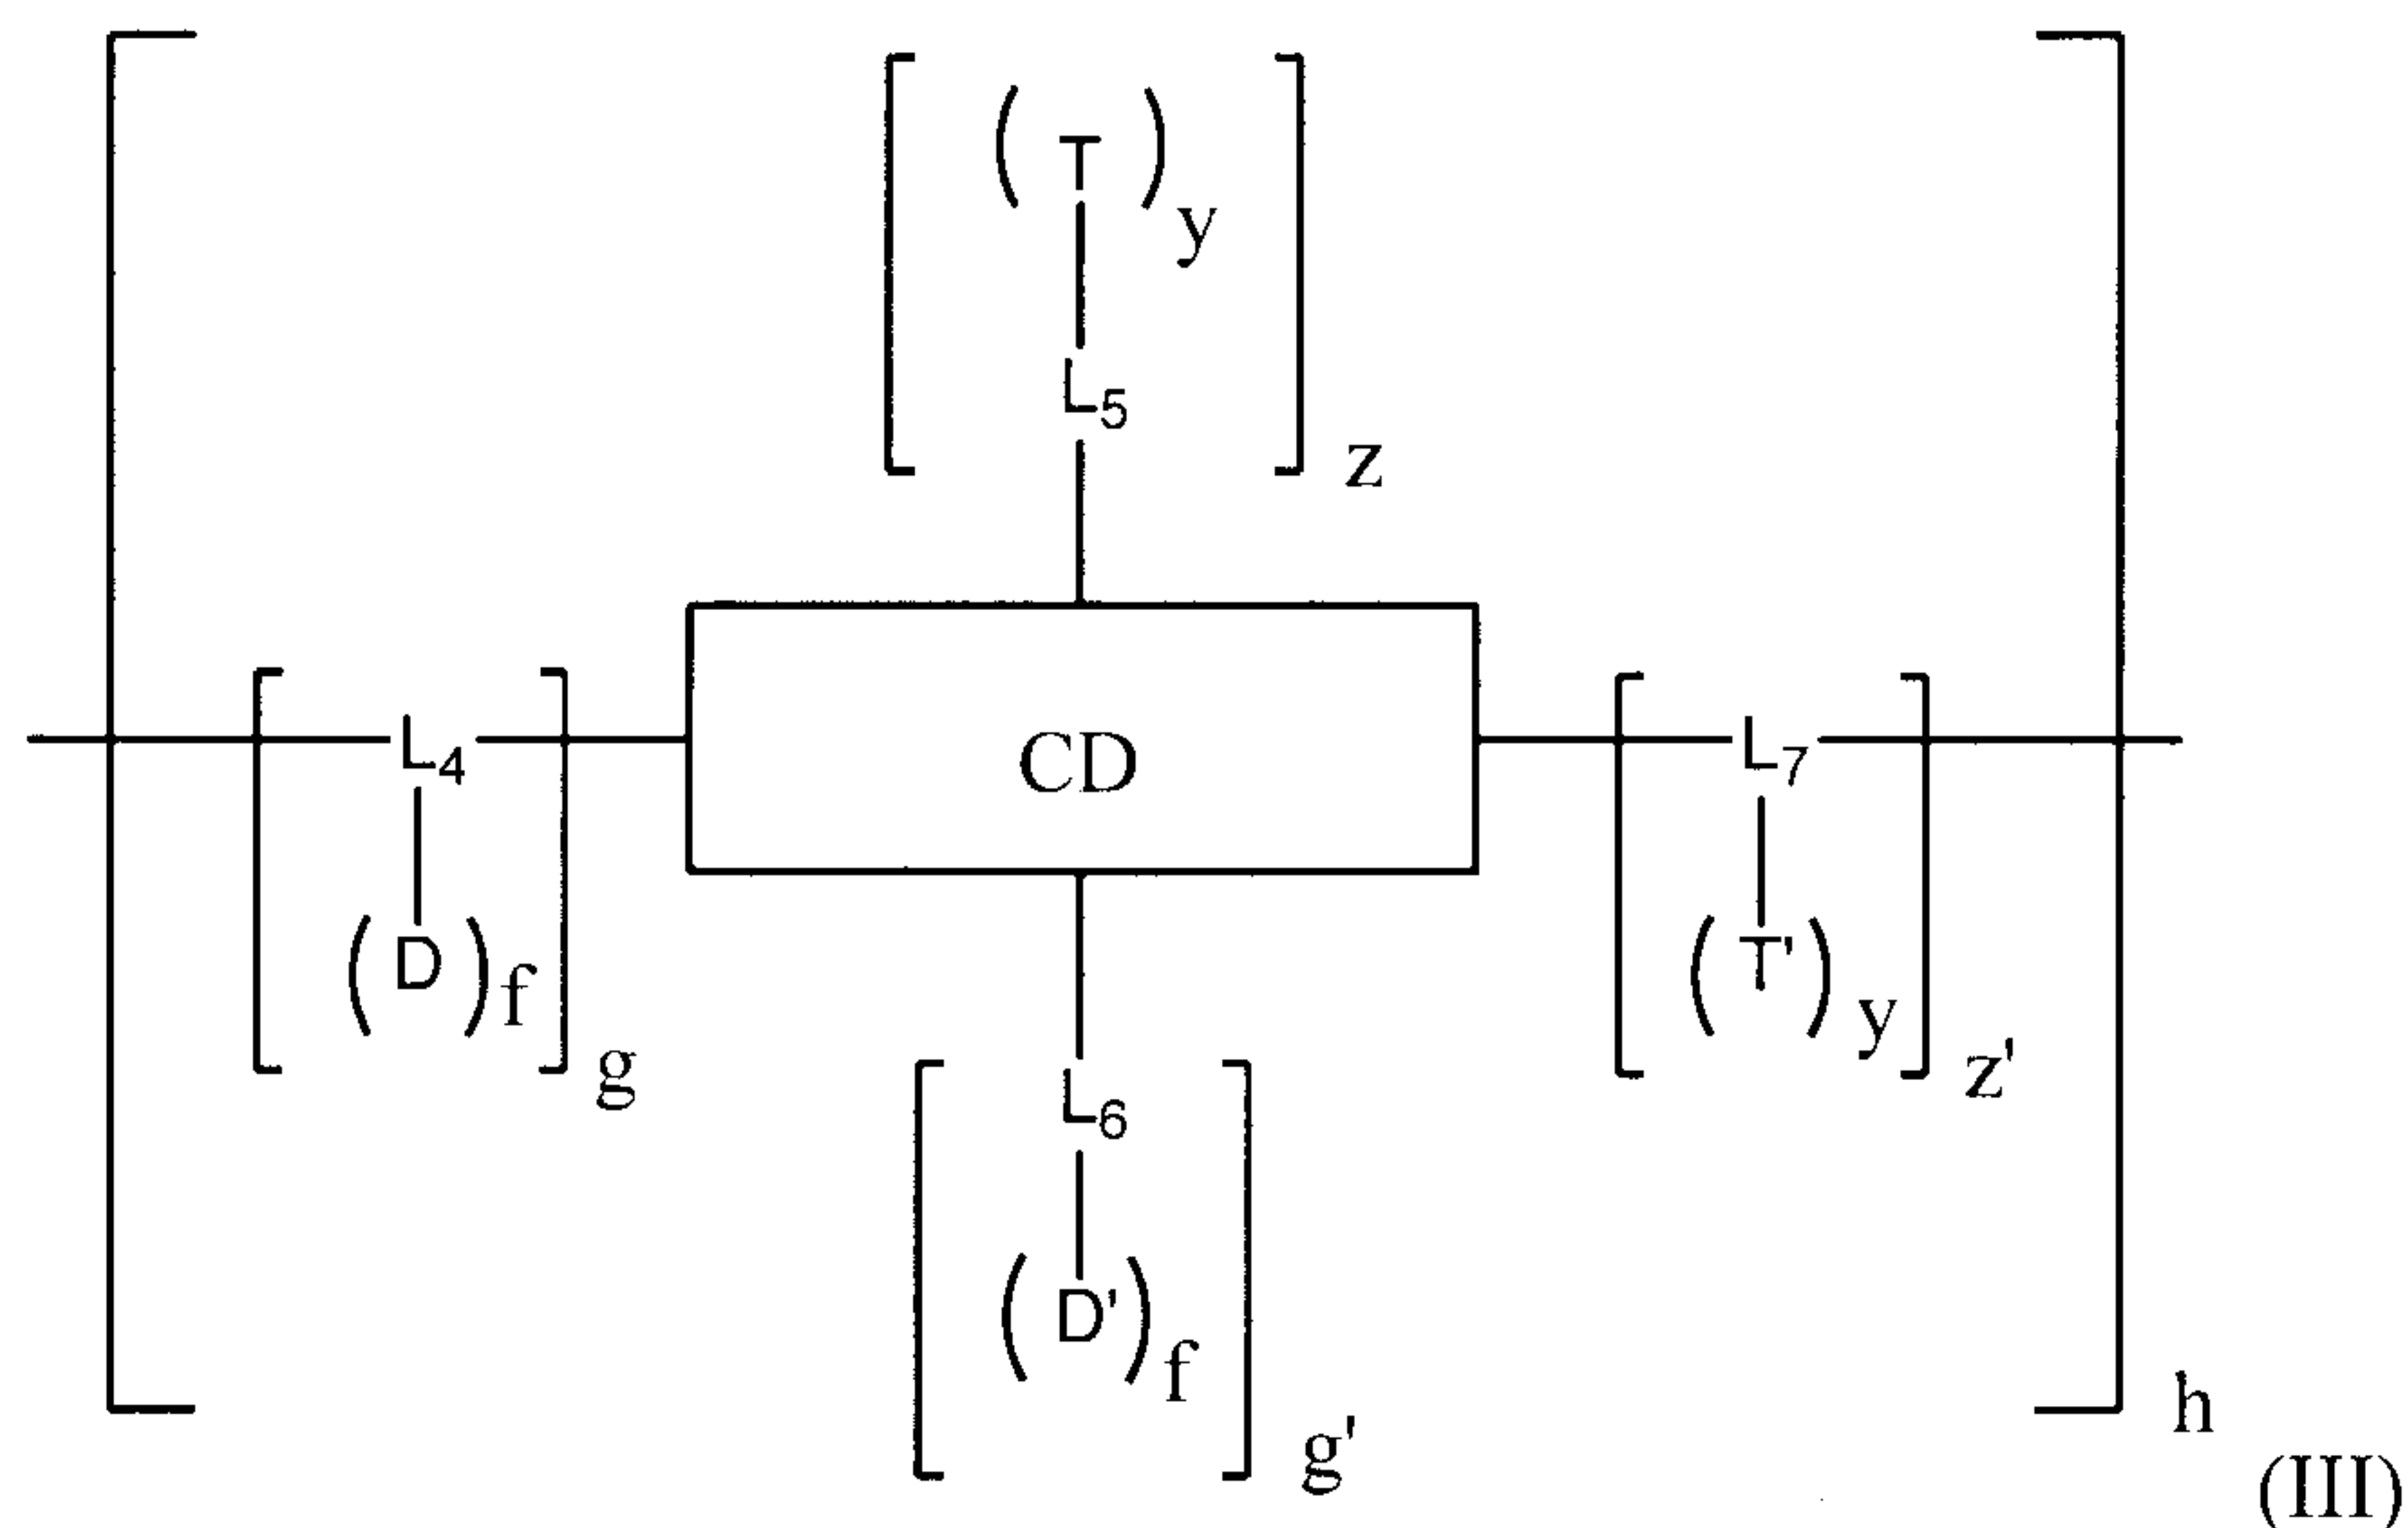 ( T ) y
L5
z
L4 CD L7
( D ) f
( T' ) y
g
z'
L6
( D' ) f
g'
h
(III)